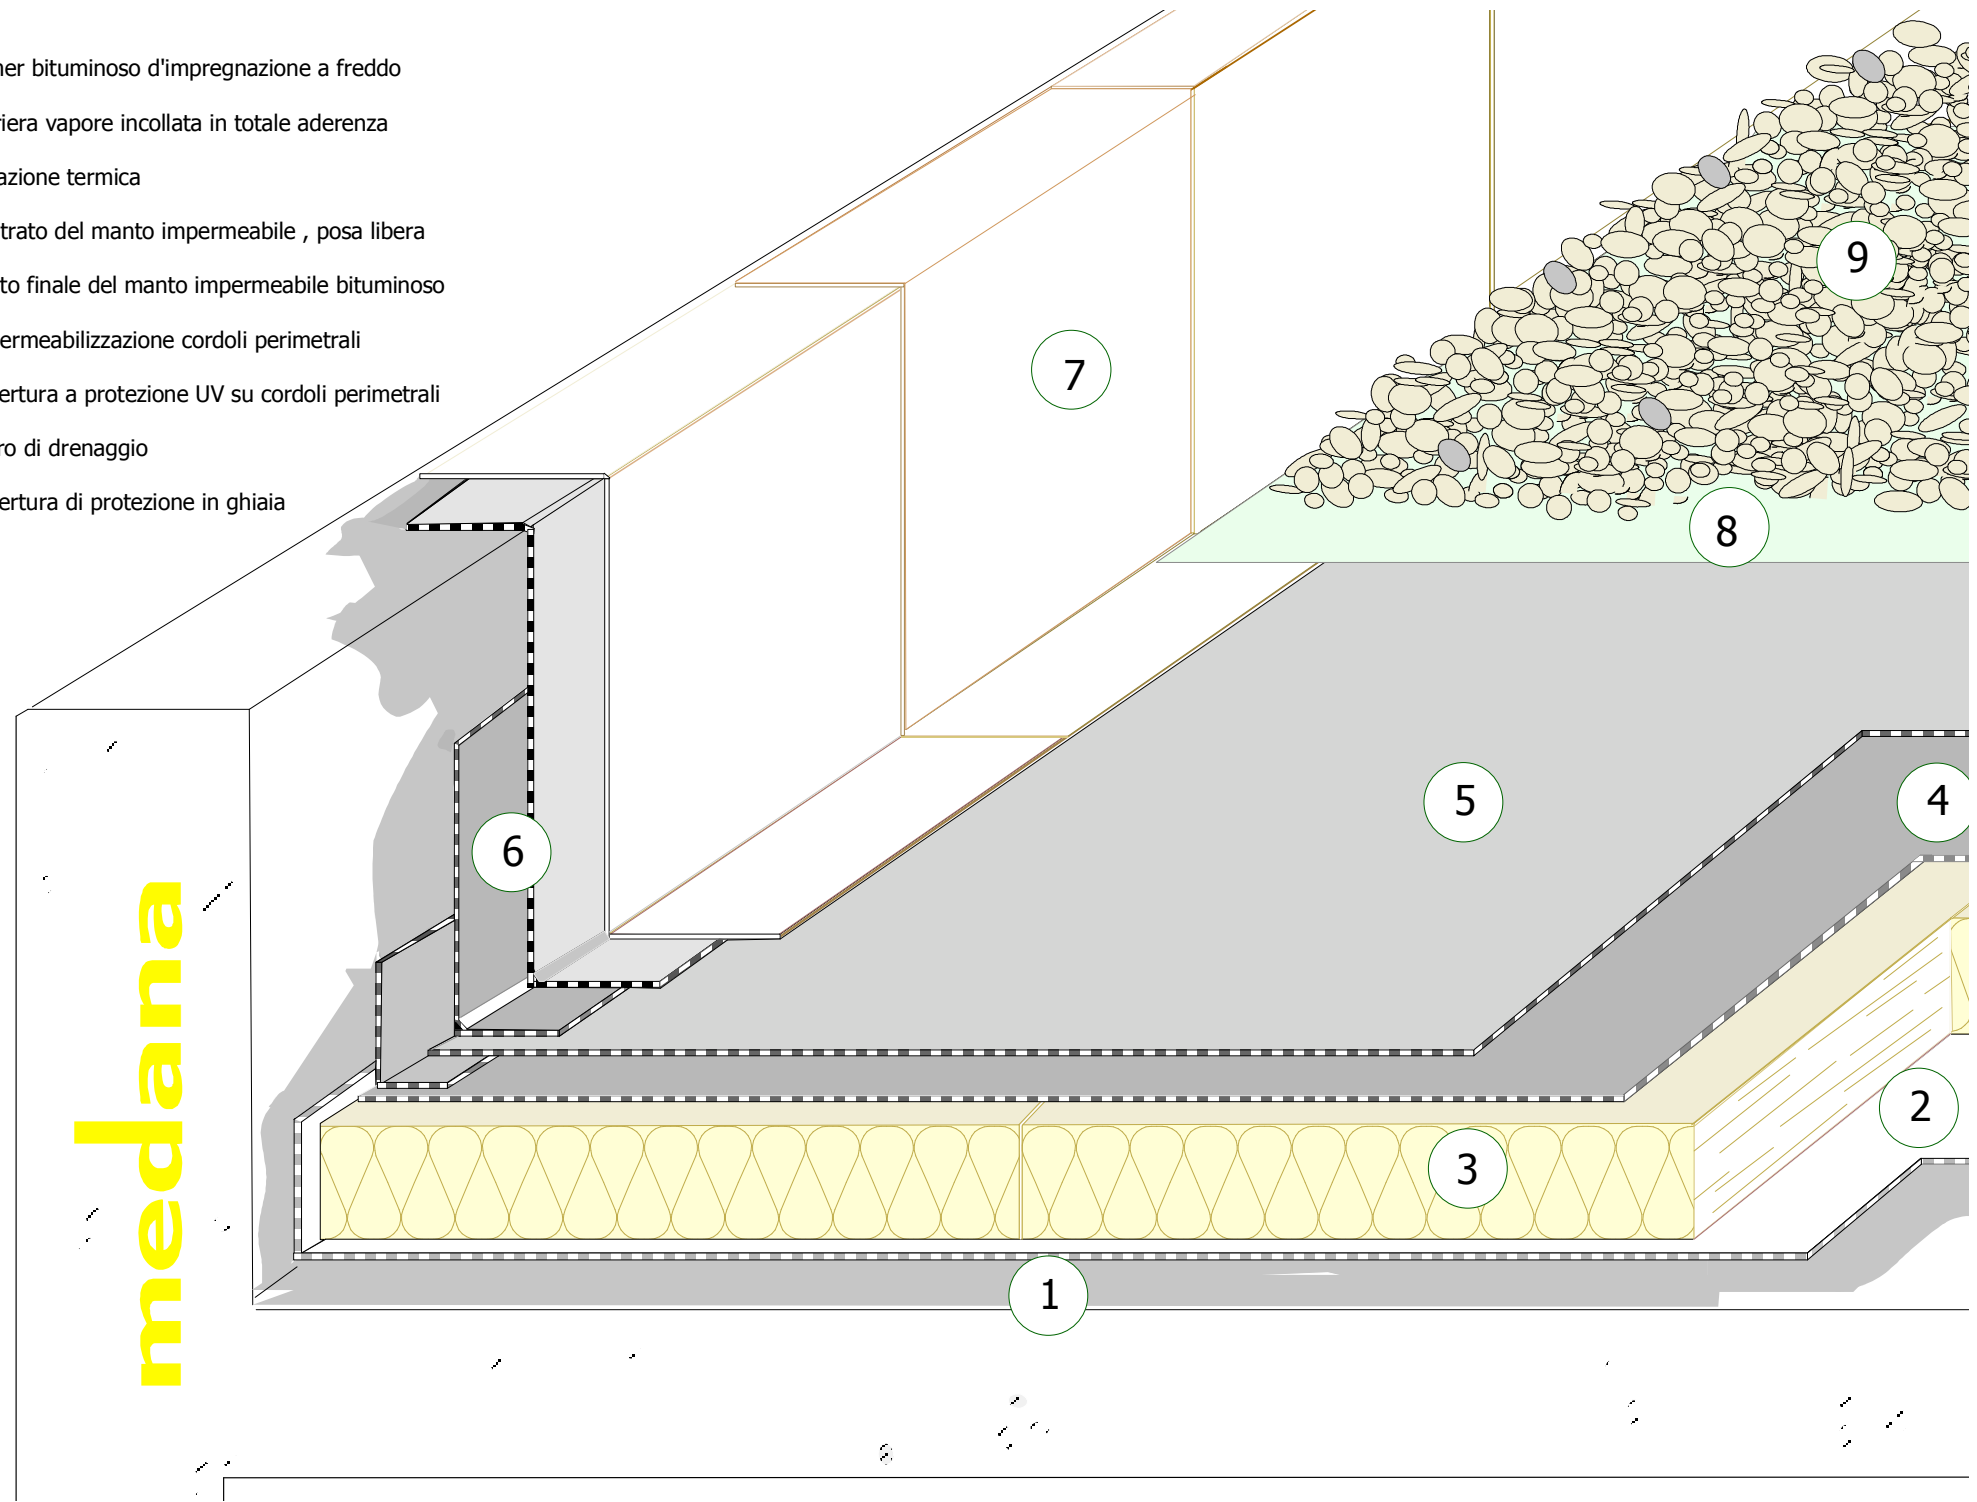 ner bituminoso d'impregnazione a freddo
riera vapore incollata in totale aderenza
azione termica
trato del manto impermeabile , posa libera
to finale del manto impermeabile bituminoso
ermeabilizzazione cordoli perimetrali
ertura a protezione UV su cordoli perimetrali
ro di drenaggio
ertura di protezione in ghiaia
9
7
8
5
4
6
2
3
1
medana